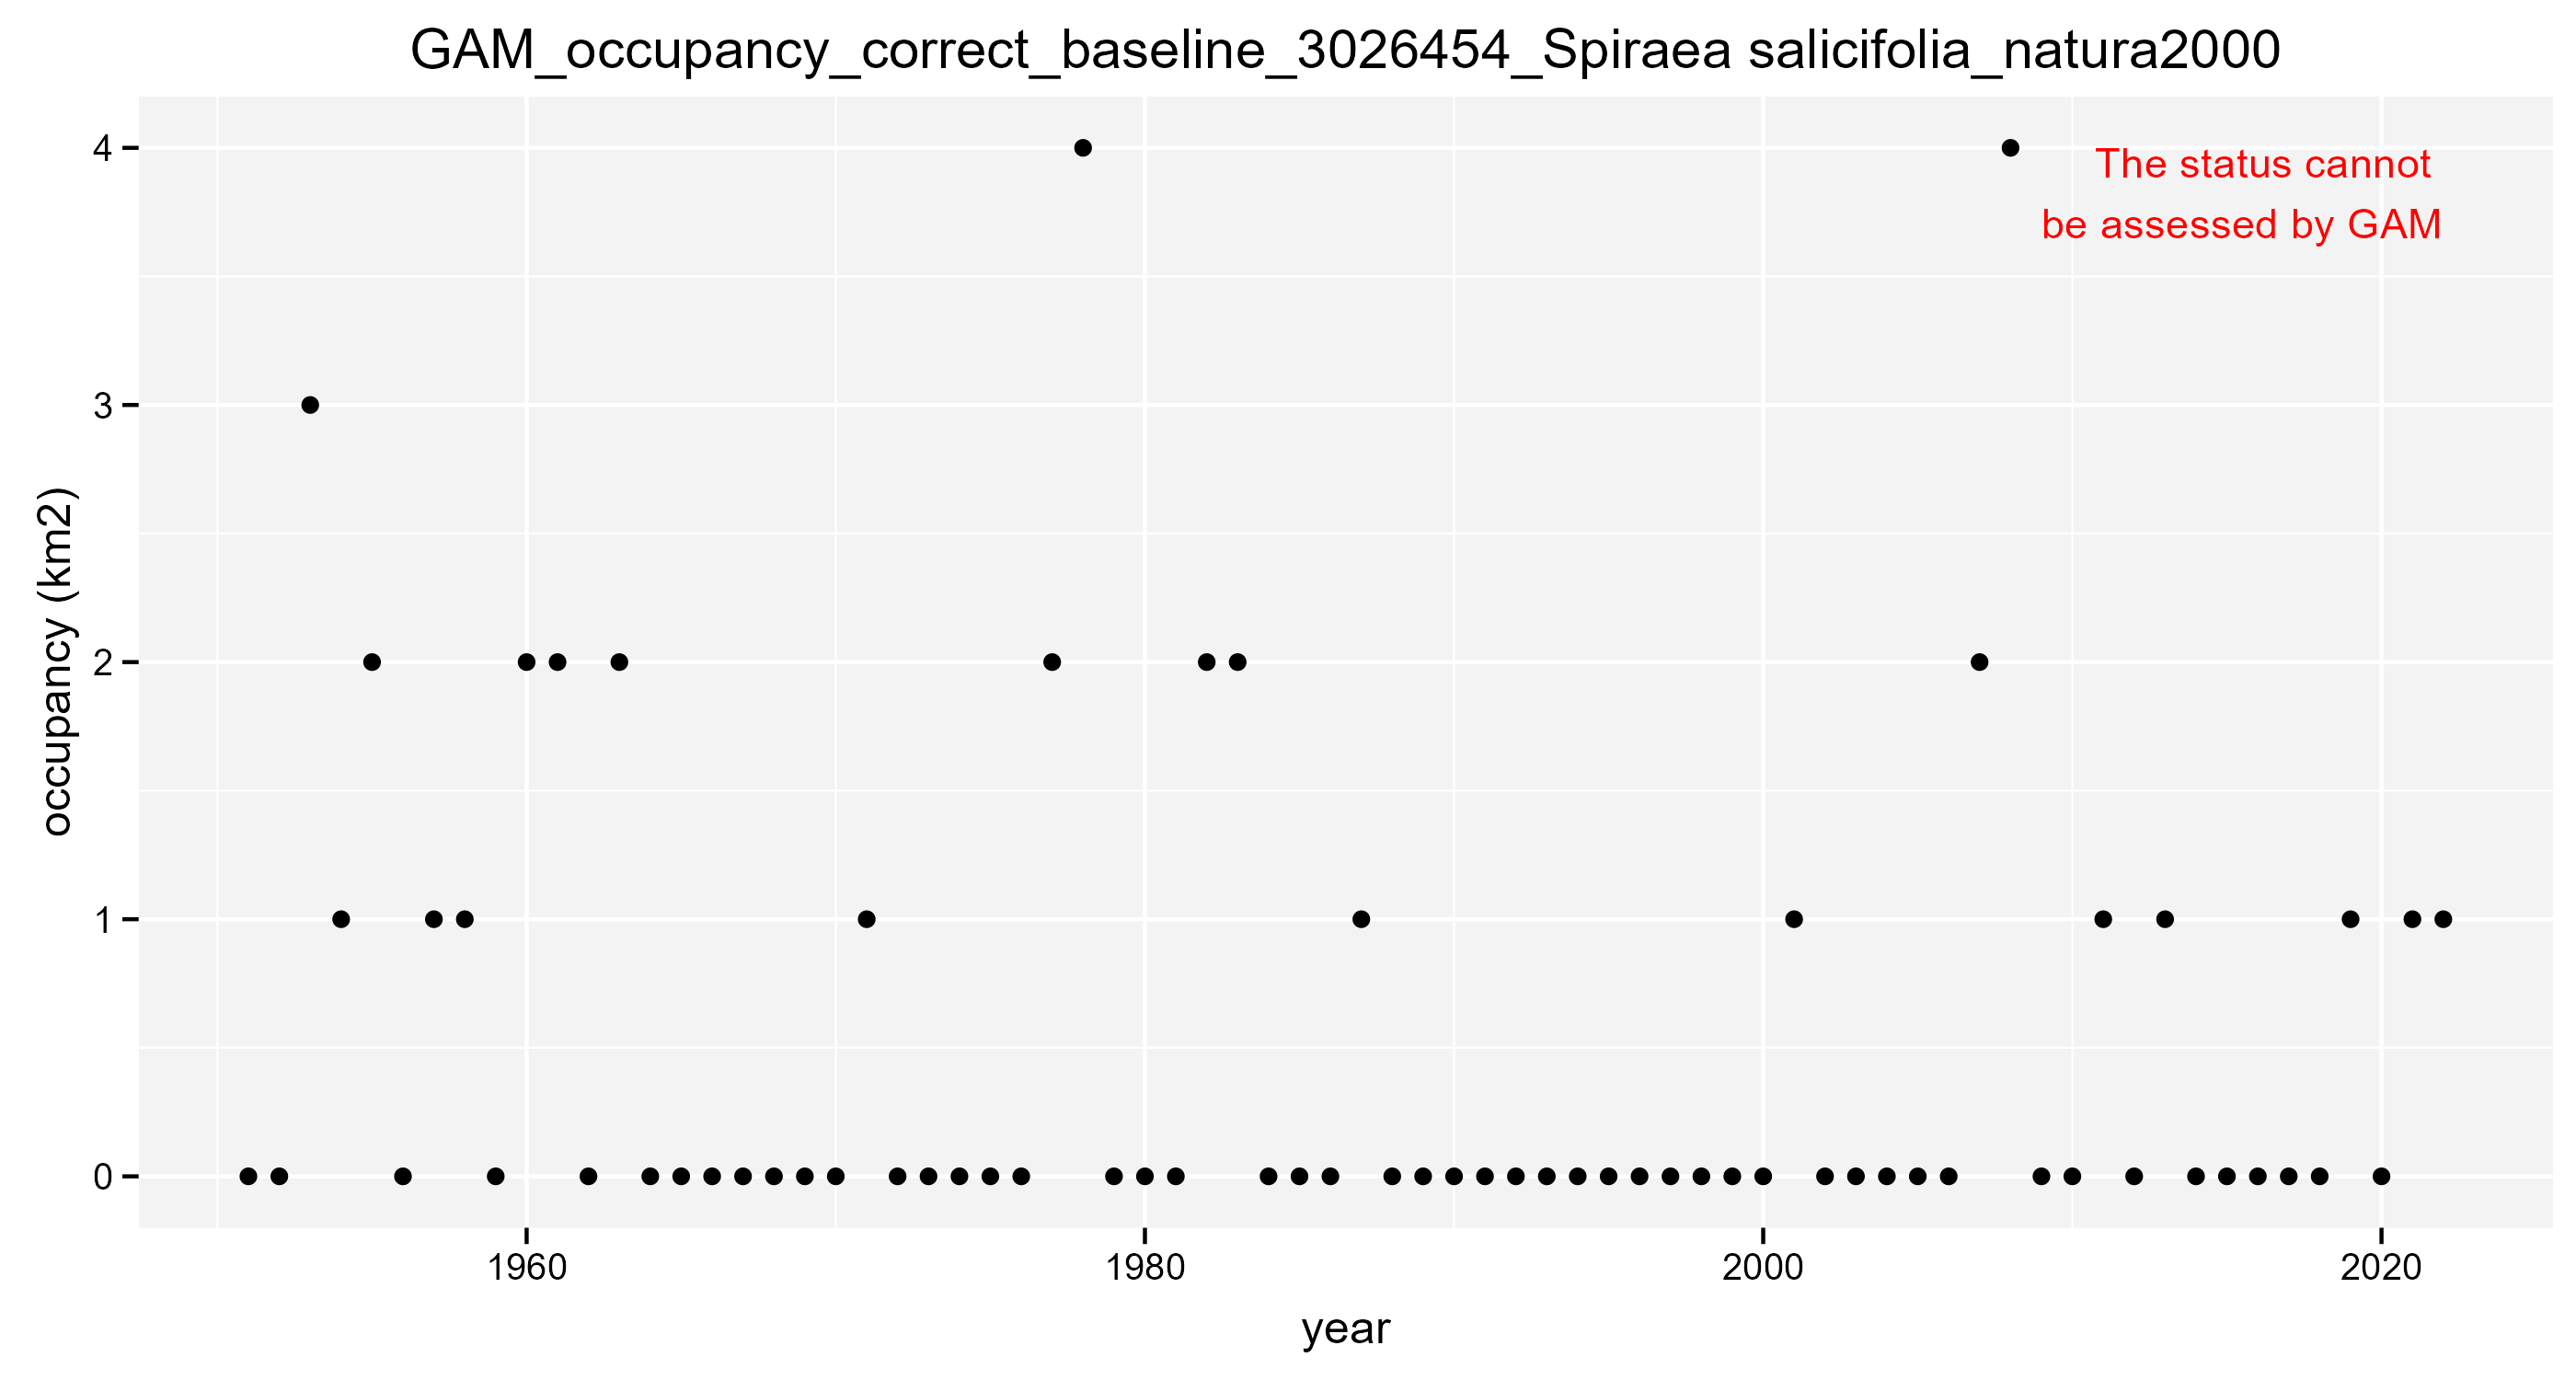 GAM_occupancy_correct_baseline_3026454_Spiraea salicifolia_natura2000
The status cannot
be assessed by GAM
occupancy (km2)
4
3
2
1
0
1960 1980 2000 2020
year